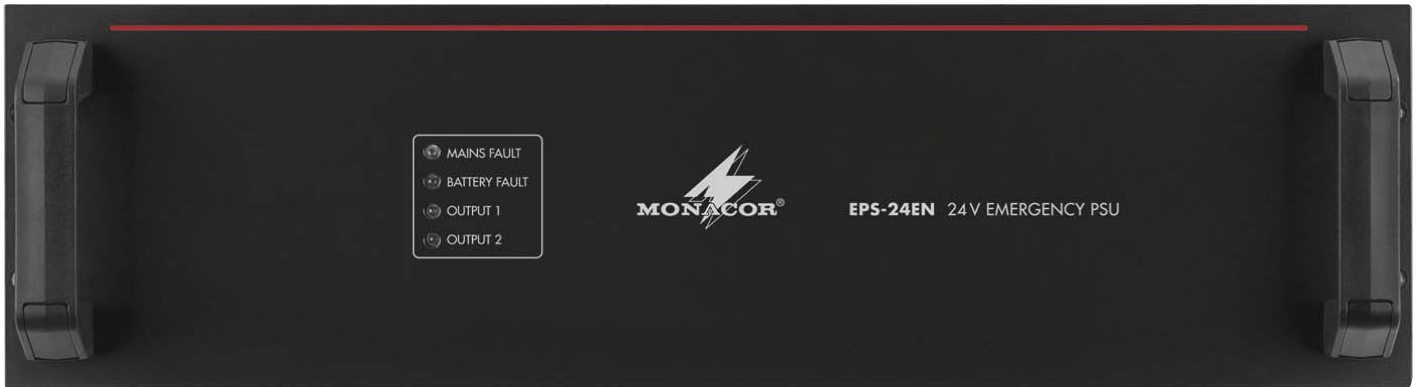 MAINS FAULT
BATTERY FAULT
OUTPUT 1
OUTPUT 2
MONACOR®
EPS-24EN 24 V EMERGENCY PSU